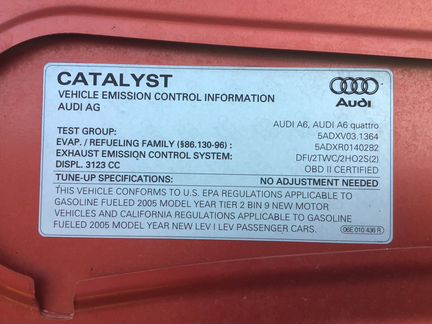 CATALYST
VEHICLE EMISSION CONTROL INFORMATION
AUDI AG
Audi
AUDI A6, AUDI A6 quattro
TEST GROUP: 5ADXV03.1364
EVAP. / REFUELING FAMILY (§86.130-96) : 5ADXR0140282
EXHAUST EMISSION CONTROL SYSTEM: DFI/2TWC/2HO2S(2)
DISPL. 3123 CC OBD II CERTIFIED
TUNE-UP SPECIFICATIONS: NO ADJUSTMENT NEEDED
THIS VEHICLE CONFORMS TO U.S. EPA REGULATIONS APPLICABLE TO
GASOLINE FUELED 2005 MODEL YEAR TIER 2 BIN 9 NEW MOTOR
VEHICLES AND CALIFORNIA REGULATIONS APPLICABLE TO GASOLINE
FUELED 2005 MODEL YEAR NEW LEV I LEV PASSENGER CARS.
06E 010 436 R